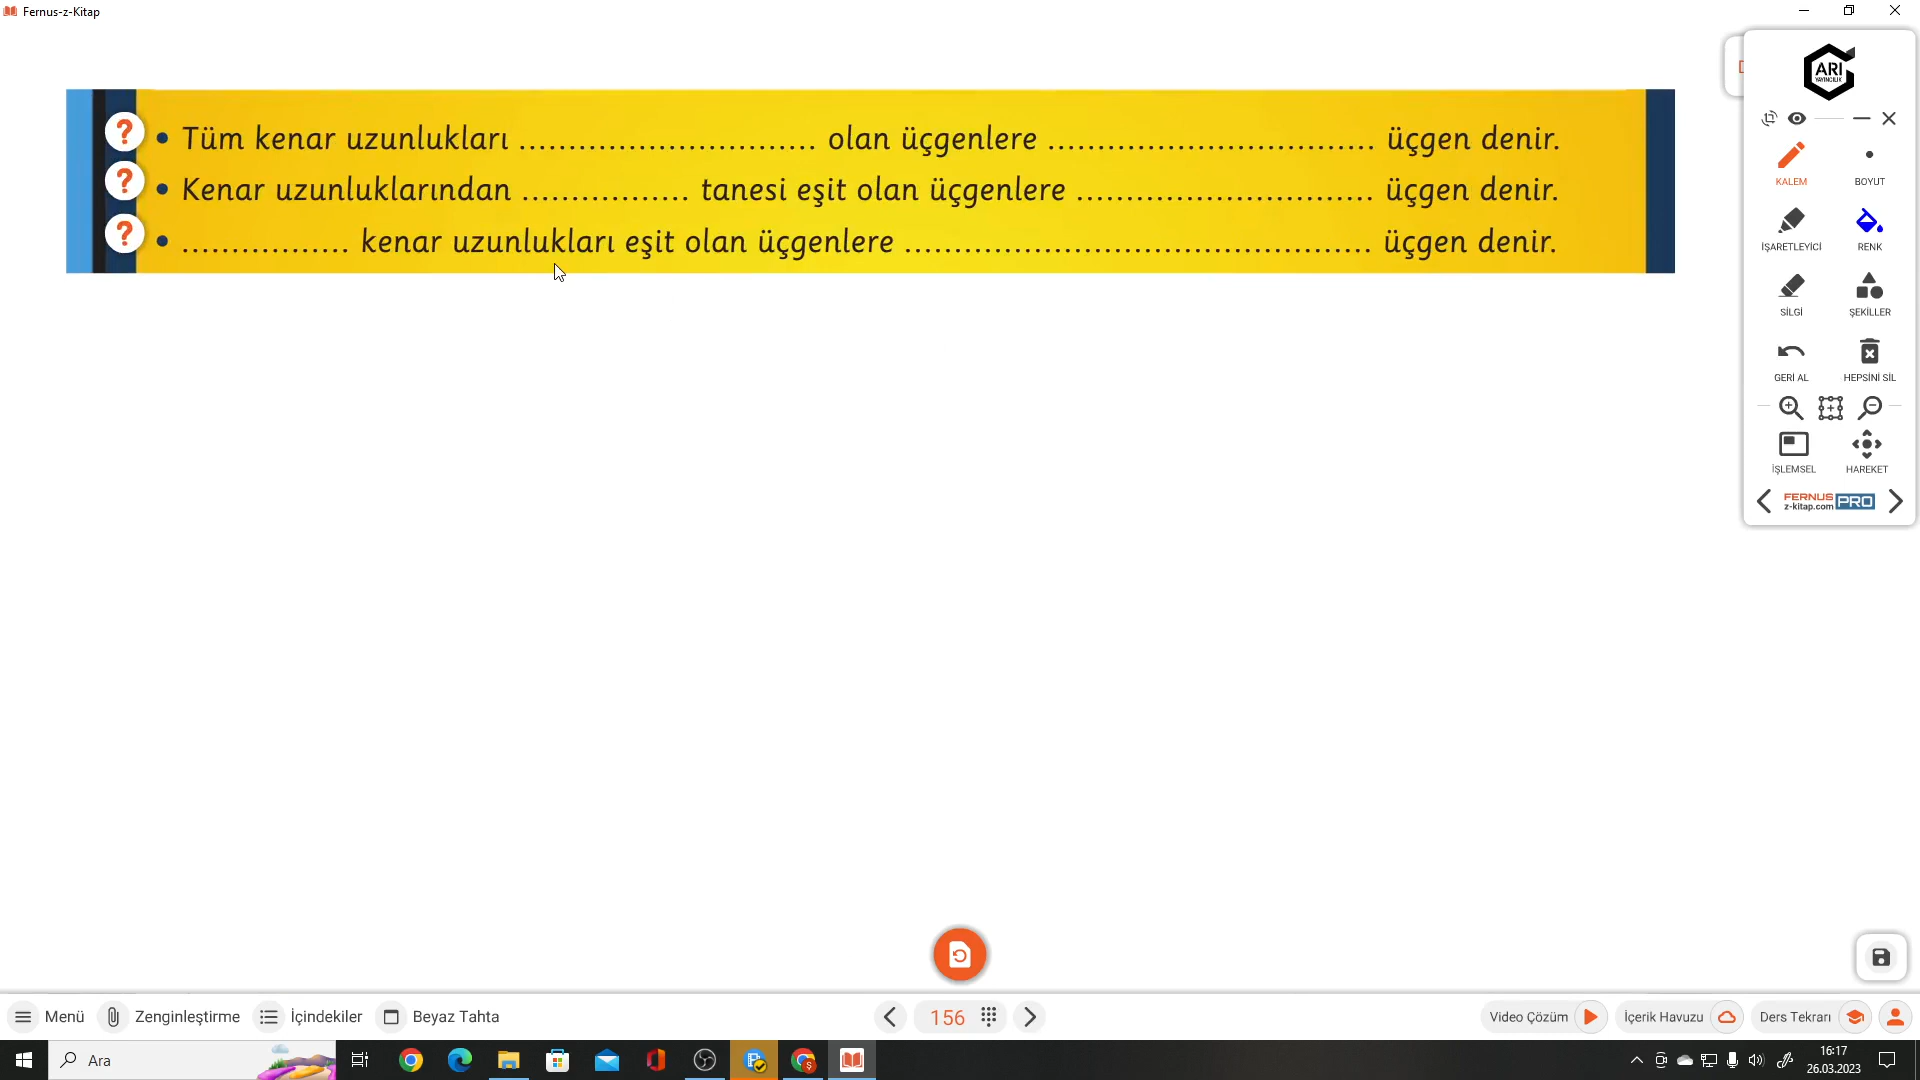 Fernus-z-Kitap
ARI
YAYINCILIK
? • Tüm kenar uzunlukları .............................. olan üçgenlere ................................. üçgen denir.
? • Kenar uzunluklarından ................. tanesi eşit olan üçgenlere .............................. üçgen denir.
? • ................. kenar uzunlukları eşit olan üçgenlere ............................................... üçgen denir.
KALEM BOYUT
İŞARETLEYİCİ RENK
SİLGİ ŞEKİLLER
GERİ AL HEPSİNİ SİL
İŞLEMSEL HAREKET
FERNUS PRO
z-kitap.com
Menü Zenginleştirme İçindekiler Beyaz Tahta 156 Video Çözüm İçerik Havuzu Ders Tekrarı
Ara
16:17
26.03.2023